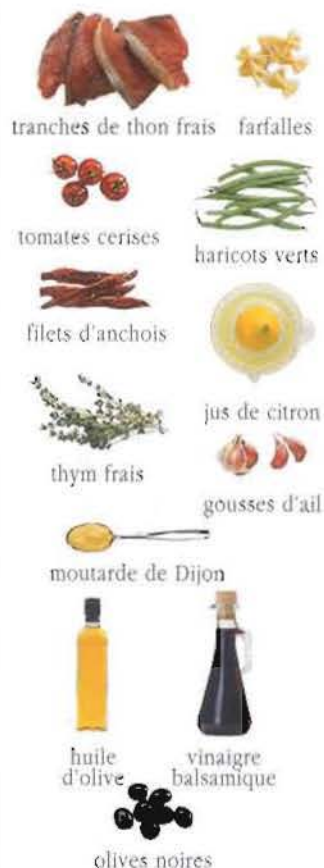 tranches de thon frais
farfalles
tomates cerises
haricots verts
filets d'anchois
jus de citron
thym frais
gousses d'ail
moutarde de Dijon
huile
d'olive
vinaigre
balsamique
olives noires